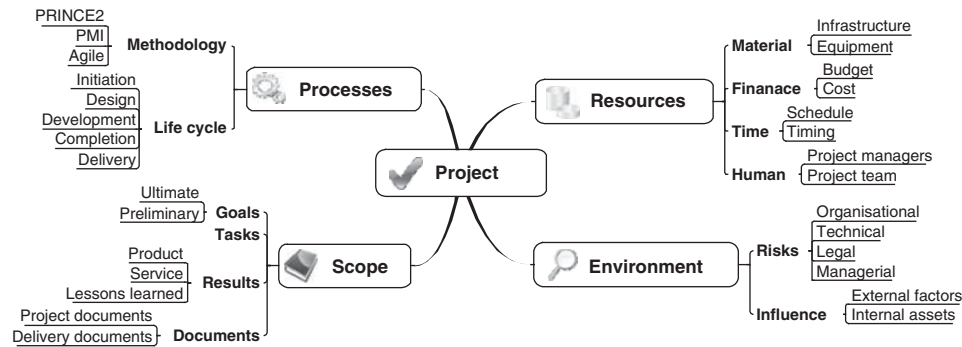 Project
Processes
Methodology
PRINCE2
PMI
Agile
Life cycle
Initiation
Design
Development
Completion
Delivery
Resources
Material
Infrastructure
Equipment
Finanace
Budget
Cost
Time
Schedule
Timing
Human
Project managers
Project team
Scope
Goals
Ultimate
Preliminary
Tasks
Results
Product
Service
Lessons learned
Documents
Project documents
Delivery documents
Environment
Risks
Organisational
Technical
Legal
Managerial
Influence
External factors
Internal assets